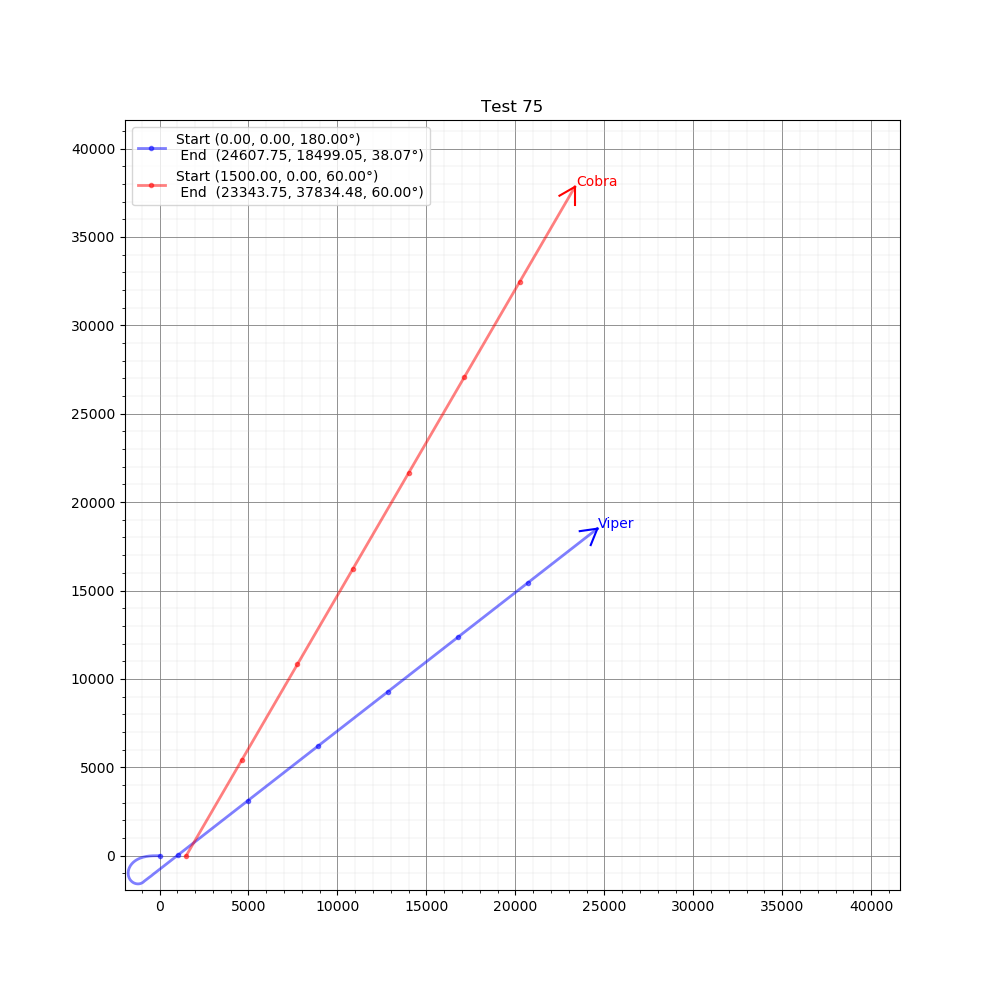 Test 75
Start (0.00, 0.00, 180.00°)
End (24607.75, 18499.05, 38.07°)
Start (1500.00, 0.00, 60.00°)
End (23343.75, 37834.48, 60.00°)
Cobra
Viper
40000
35000
30000
25000
20000
15000
10000
5000
0
0 5000 10000 15000 20000 25000 30000 35000 40000